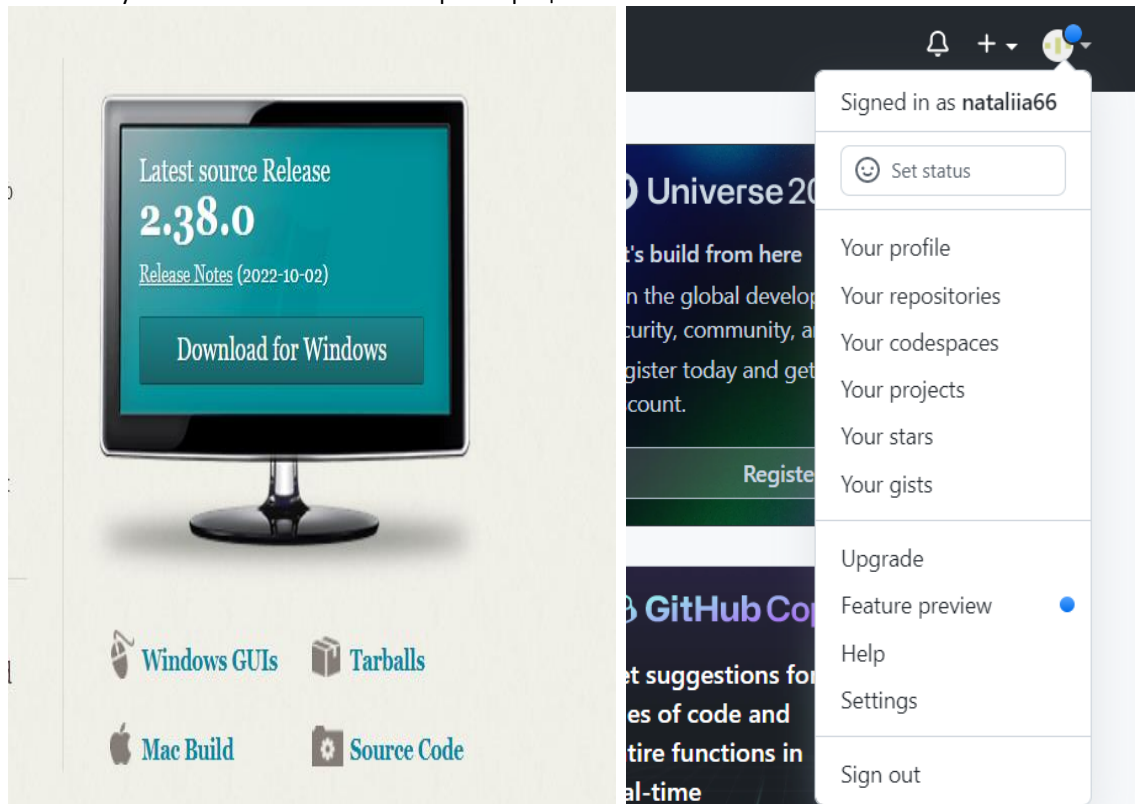 Latest source Release
2.38.0
Release Notes (2022-10-02)
Download for Windows
Windows GUIs
Tarballs
Mac Build
Source Code
Signed in as nataliia66
Set status
Your profile
Your repositories
Your codespaces
Your projects
Your stars
Your gists
Upgrade
Feature preview
Help
Settings
Sign out
Universe 20
t's build from here
n the global develop
curity, community, a
gister today and get
count.
Registe
GitHub Cop
et suggestions for
es of code and
tire functions in
al-time